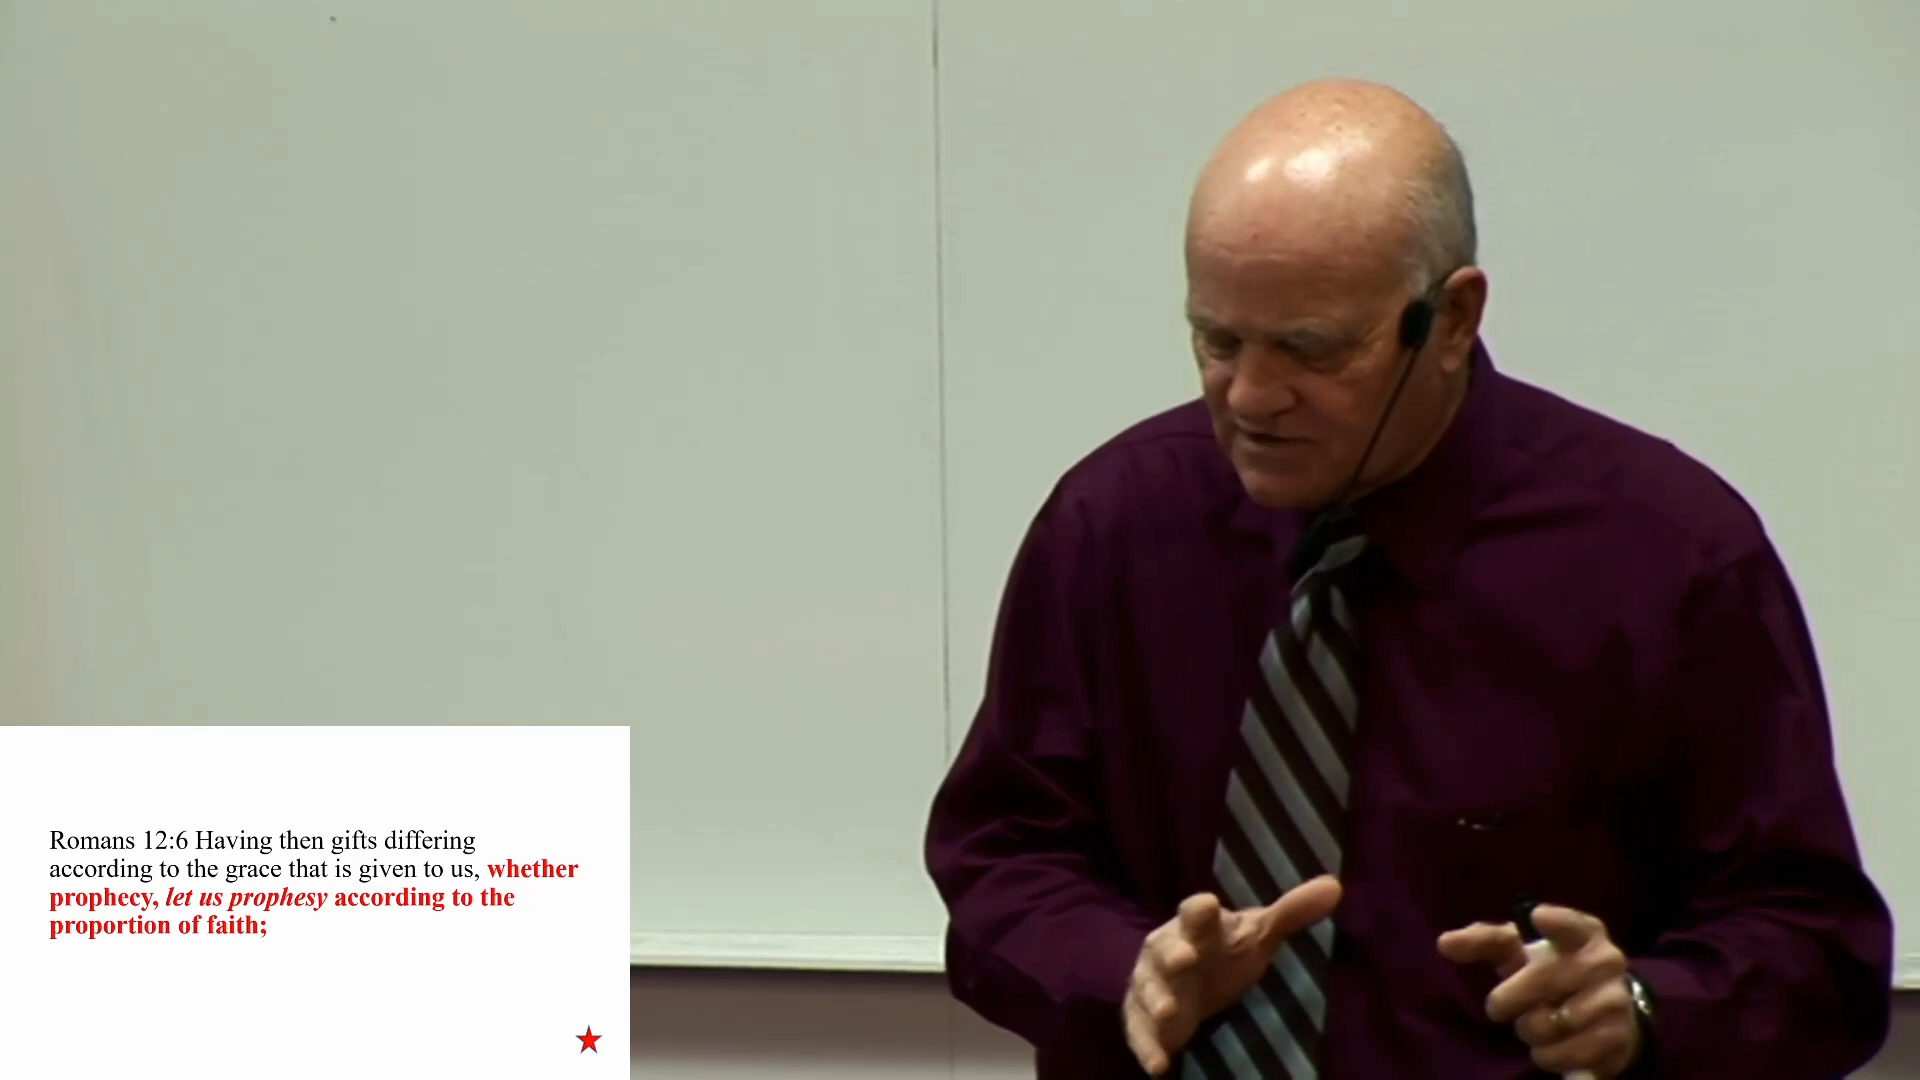 Romans 12:6 Having then gifts differing
according to the grace that is given to us, whether
prophecy, let us prophesy according to the
proportion of faith;